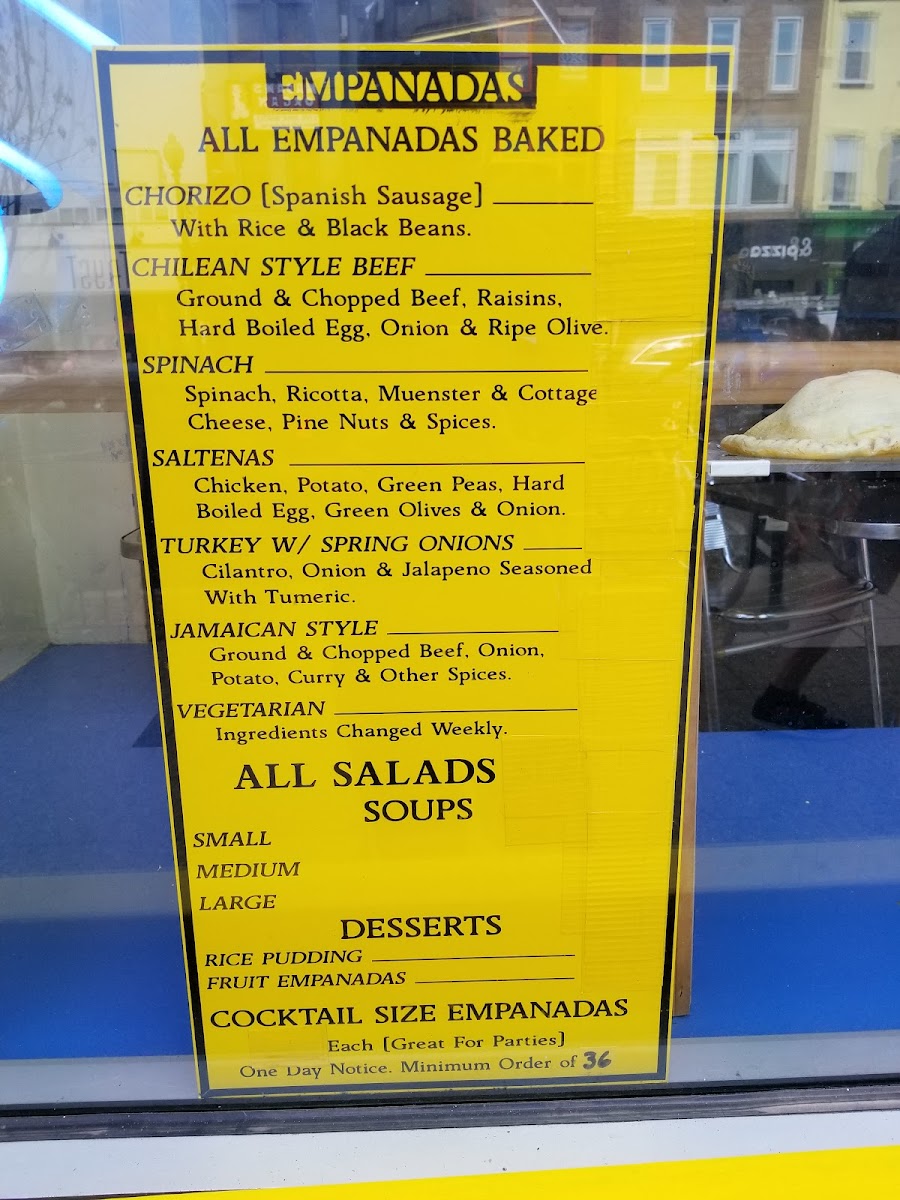 EMPANADAS
ALL EMPANADAS BAKED
CHORIZO [Spanish Sausage]
With Rice & Black Beans.
CHILEAN STYLE BEEF
Ground & Chopped Beef, Raisins,
Hard Boiled Egg, Onion & Ripe Olive.
SPINACH
Spinach, Ricotta, Muenster & Cottage
Cheese, Pine Nuts & Spices.
SALTENAS
Chicken, Potato, Green Peas, Hard
Boiled Egg, Green Olives & Onion.
TURKEY W/ SPRING ONIONS
Cilantro, Onion & Jalapeno Seasoned
With Tumeric.
JAMAICAN STYLE
Ground & Chopped Beef, Onion,
Potato, Curry & Other Spices.
VEGETARIAN
Ingredients Changed Weekly.
ALL SALADS
SOUPS
SMALL
MEDIUM
LARGE
DESSERTS
RICE PUDDING
FRUIT EMPANADAS
COCKTAIL SIZE EMPANADAS
Each [Great For Parties]
One Day Notice. Minimum Order of 36
&pizza